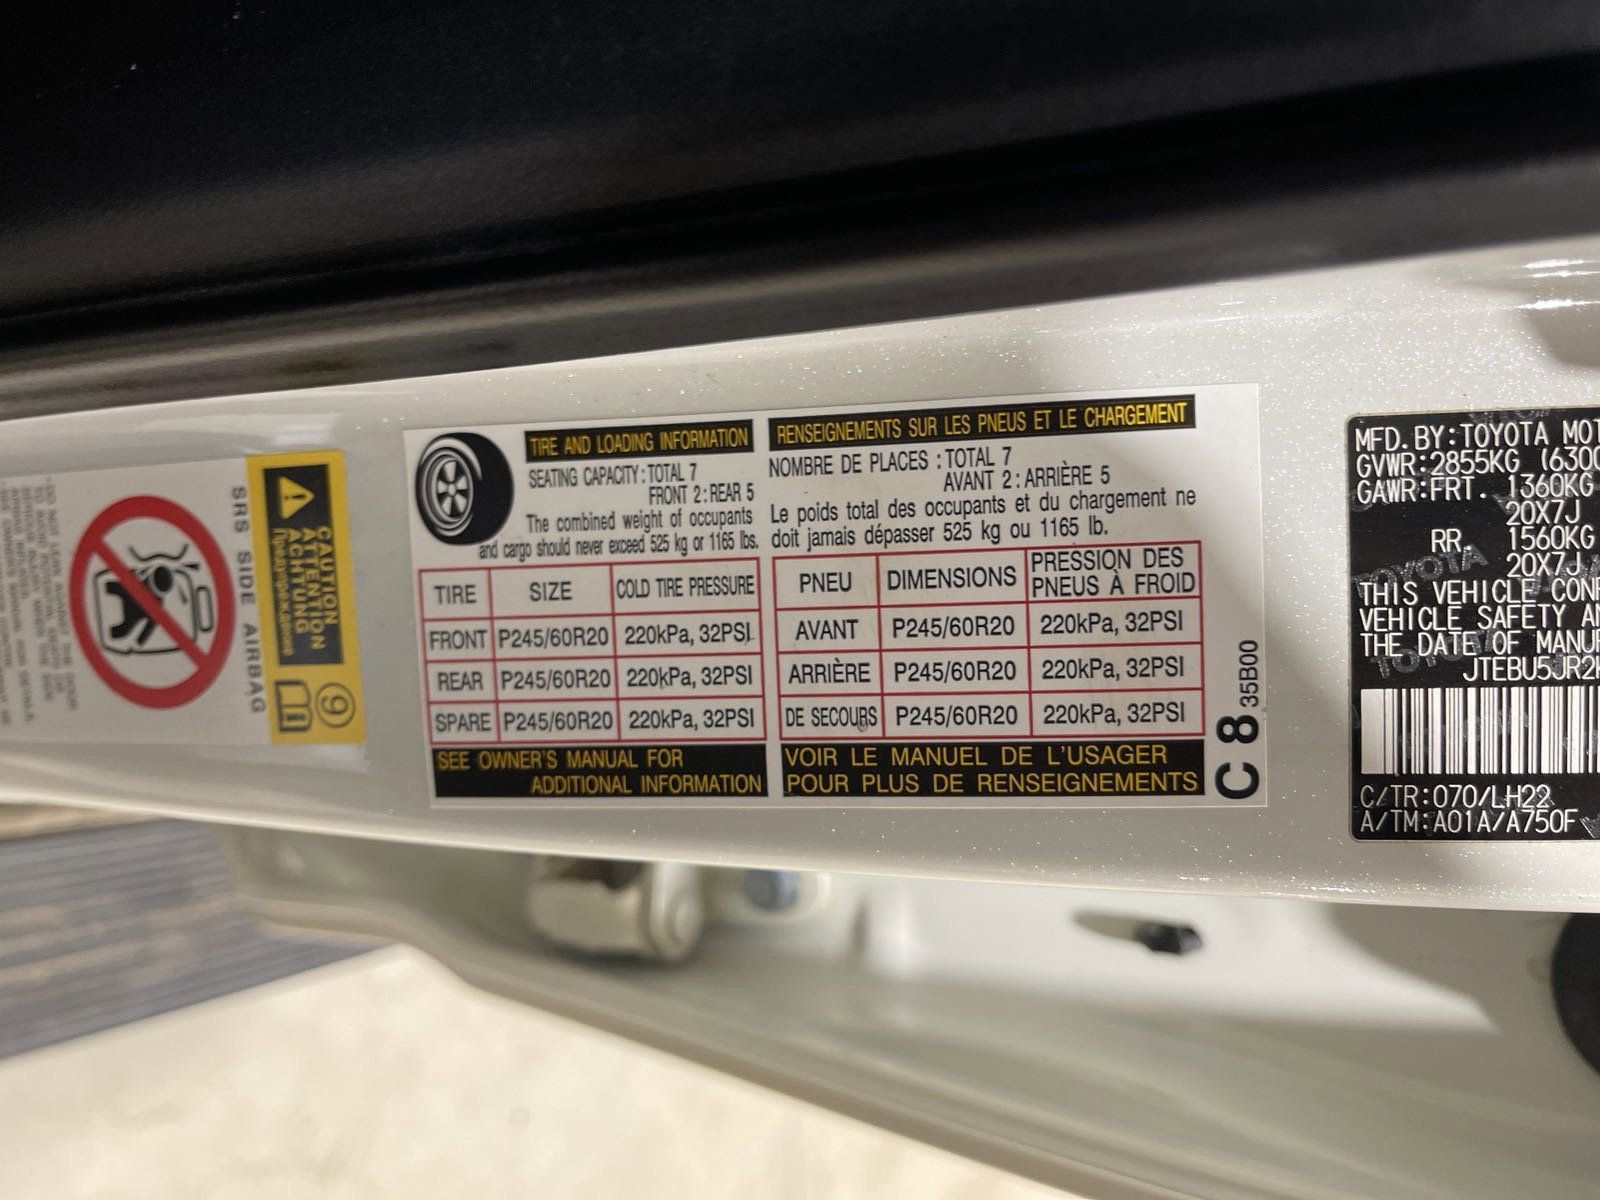 CAUTION
ATTENTION
ACHTUNG
Предупреждение
SRS SIDE AIRBAG
9
TIRE AND LOADING INFORMATION
SEATING CAPACITY : TOTAL 7
FRONT 2 : REAR 5
The combined weight of occupants
and cargo should never exceed 525 kg or 1165 lbs.
TIRE SIZE COLD TIRE PRESSURE
FRONT P245/60R20 220kPa, 32PSI
REAR P245/60R20 220kPa, 32PSI
SPARE P245/60R20 220kPa, 32PSI
SEE OWNER'S MANUAL FOR
ADDITIONAL INFORMATION
RENSEIGNEMENTS SUR LES PNEUS ET LE CHARGEMENT
NOMBRE DE PLACES : TOTAL 7
AVANT 2 : ARRIÈRE 5
Le poids total des occupants et du chargement ne
doit jamais dépasser 525 kg ou 1165 lb.
PNEU DIMENSIONS PRESSION DES
PNEUS À FROID
AVANT P245/60R20 220kPa, 32PSI
ARRIÈRE P245/60R20 220kPa, 32PSI
DE SECOURS P245/60R20 220kPa, 32PSI
VOIR LE MANUEL DE L'USAGER
POUR PLUS DE RENSEIGNEMENTS
C8 35B00
MFD. BY: TOYOTA
GVWR: 2855KG
GAWR: FRT. 1360KG
20X7J
RR. 1560KG
20X7J
THIS VEHICLE
VEHICLE SAFETY
THE DATE OF
JTEBU5JR2
C/TR: 070/LH22
A/TM: A01A/A750F